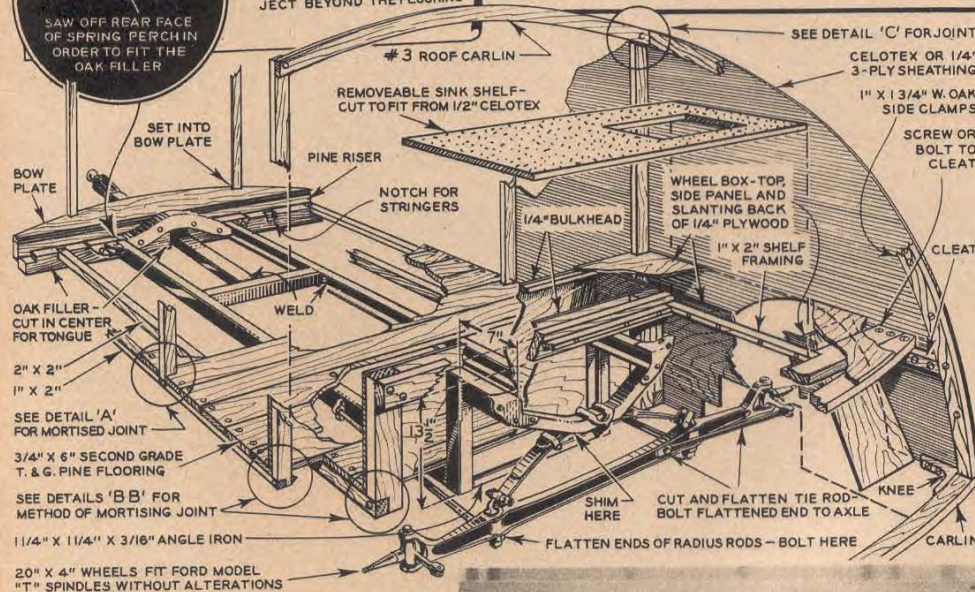 JECT BEYOND THE FLOORING
SAW OFF REAR FACE
OF SPRING PERCH IN
ORDER TO FIT THE
OAK FILLER
#3 ROOF CARLIN
SEE DETAIL 'C' FOR JOINT
CELOTEX OR 1/4"
3-PLY SHEATHING
1" X 1 3/4" W. OAK
SIDE CLAMPS
SCREW OR
BOLT TO
CLEAT
CLEAT
REMOVEABLE SINK SHELF-
CUT TO FIT FROM 1/2" CELOTEX
SET INTO
BOW PLATE
PINE RISER
BOW
PLATE
NOTCH FOR
STRINGERS
1/4" BULKHEAD
WHEEL BOX-TOP,
SIDE PANEL AND
SLANTING BACK
OF 1/4" PLYWOOD
1" X 2" SHELF
FRAMING
WELD
7"
13 1/2"
OAK FILLER-
CUT IN CENTER
FOR TONGUE
2" X 2"
1" X 2"
SEE DETAIL 'A'
FOR MORTISED JOINT
3/4" X 6" SECOND GRADE
T. & G. PINE FLOORING
SEE DETAILS 'BB' FOR
METHOD OF MORTISING JOINT
1 1/4" X 1 1/4" X 3/16" ANGLE IRON
20" X 4" WHEELS FIT FORD MODEL
"T" SPINDLES WITHOUT ALTERATIONS
SHIM
HERE
CUT AND FLATTEN TIE ROD-
BOLT FLATTENED END TO AXLE
FLATTEN ENDS OF RADIUS RODS – BOLT HERE
KNEE
CARLIN